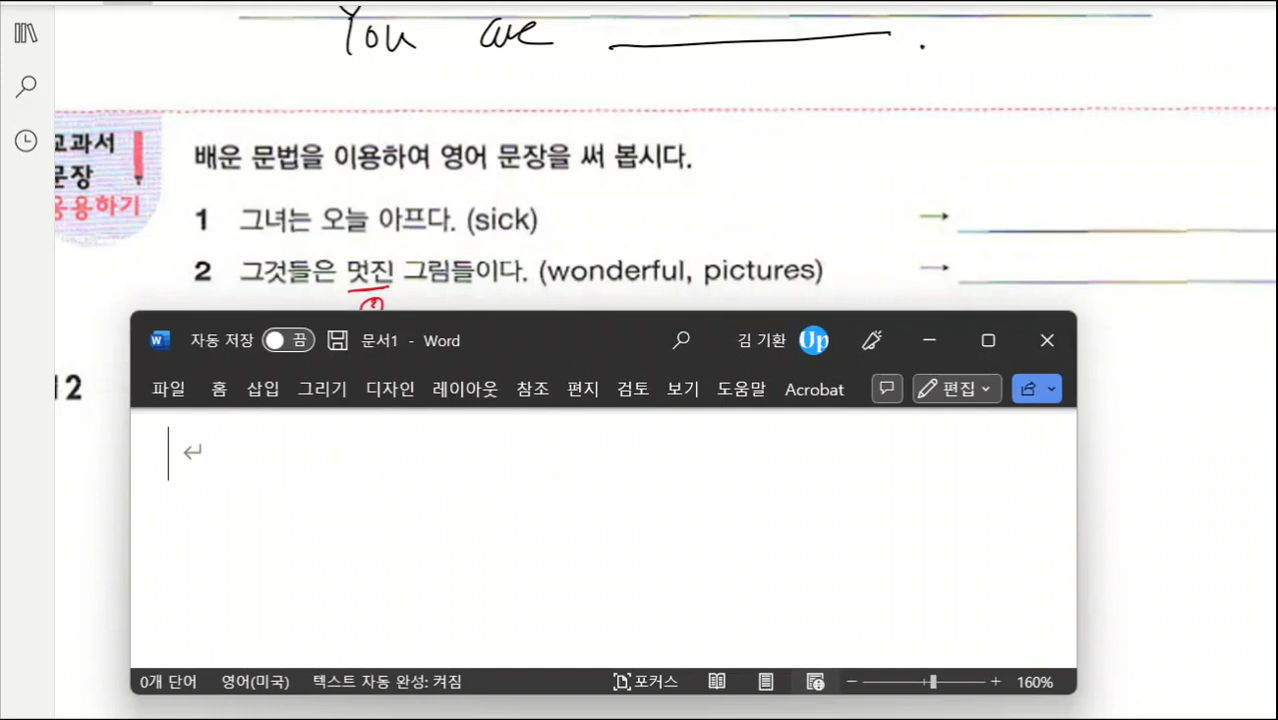 You are ________.
교과서
문장
응용하기
배운 문법을 이용하여 영어 문장을 써 봅시다.
1 그녀는 오늘 아프다. (sick) →
2 그것들은 멋진 그림들이다. (wonderful, pictures) →
12
자동 저장 끔 문서1 - Word 김 기환 Up
파일 홈 삽입 그리기 디자인 레이아웃 참조 편지 검토 보기 도움말 Acrobat 편집
0개 단어 영어(미국) 텍스트 자동 완성: 켜짐 포커스 160%